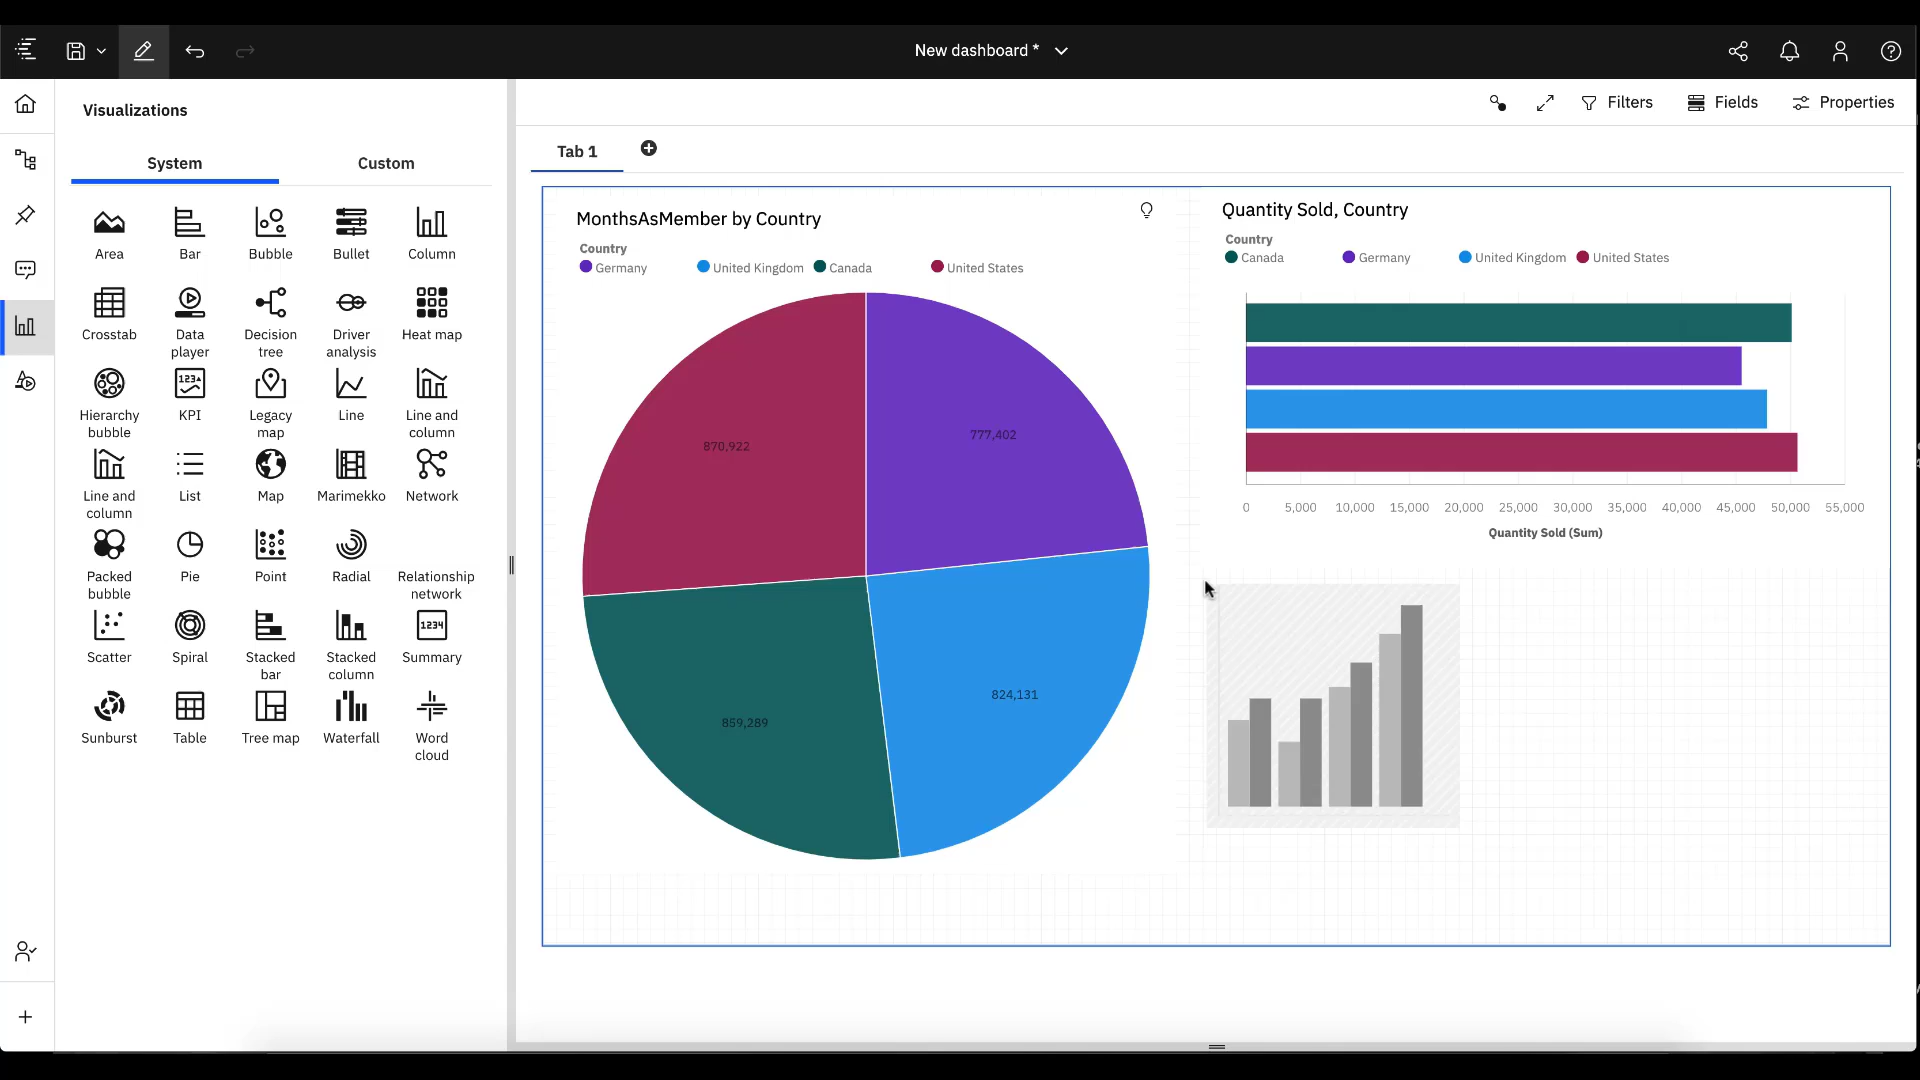 New dashboard *
Filters
Fields
Properties
Visualizations
System
Custom
Area
Bar
Bubble
Bullet
Column
Crosstab
Data
player
Decision
tree
Driver
analysis
Heat map
Hierarchy
bubble
KPI
Legacy
map
Line
Line and
column
Line and
column
List
Map
Marimekko
Network
Packed
bubble
Pie
Point
Radial
Relationship
network
Scatter
Spiral
Stacked
bar
Stacked
column
Summary
Sunburst
Table
Tree map
Waterfall
Word
cloud
Tab 1
MonthsAsMember by Country
Country
Germany United Kingdom Canada United States
870,922
777,402
859,289
824,131
Quantity Sold, Country
Country
Canada Germany United Kingdom United States
0 5,000 10,000 15,000 20,000 25,000 30,000 35,000 40,000 45,000 50,000 55,000
Quantity Sold (Sum)